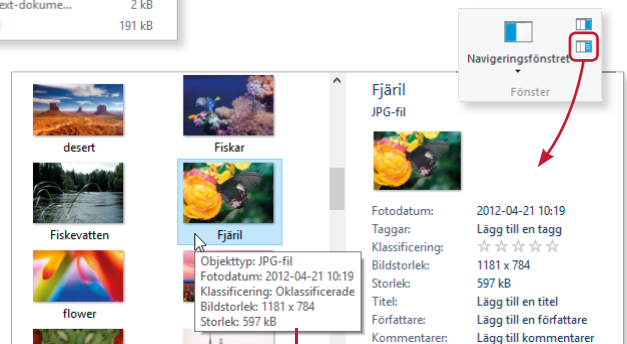 ext-dokume... 2 kB
191 kB
Navigeringsfönstret
Fönster
desert
Fiskar
Fiskevatten
Fjäril
flower
Objekttyp: JPG-fil
Fotodatum: 2012-04-21 10:19
Klassificering: Oklassificerade
Bildstorlek: 1181 x 784
Storlek: 597 kB
Fjäril
JPG-fil
Fotodatum: 2012-04-21 10:19
Taggar: Lägg till en tagg
Klassificering:
Bildstorlek: 1181 x 784
Storlek: 597 kB
Titel: Lägg till en titel
Författare: Lägg till en författare
Kommentarer: Lägg till kommentarer